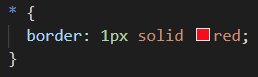 * {
  border: 1px solid red;
}